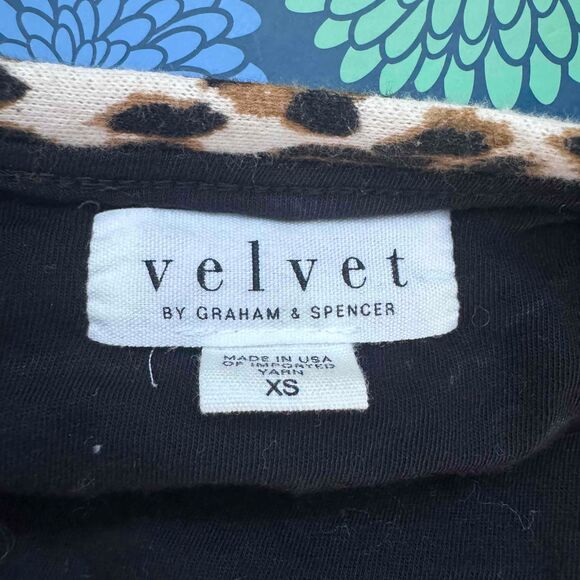 velvet
BY GRAHAM & SPENCER
MADE IN USA
OF IMPORTED
YARN
XS